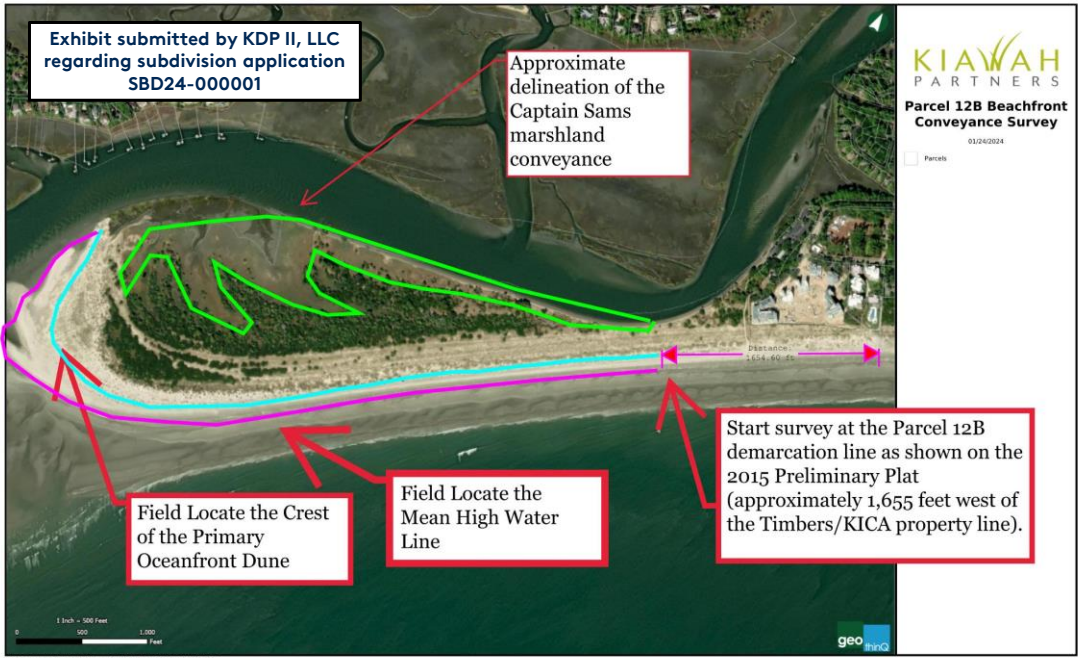 Exhibit submitted by KDP II, LLC
regarding subdivision application
SBD24-000001
Approximate
delineation of the
Captain Sams
marshland
conveyance
KIAWAH
PARTNERS
Parcel 12B Beachfront
Conveyance Survey
01/24/2024
Parcels
Distance:
1654.60 ft
Start survey at the Parcel 12B
demarcation line as shown on the
2015 Preliminary Plat
(approximately 1,655 feet west of
the Timbers/KICA property line).
Field Locate the
Mean High Water
Line
Field Locate the Crest
of the Primary
Oceanfront Dune
1 Inch = 500 Feet
0 500 1,000
Feet
geo
thinQ